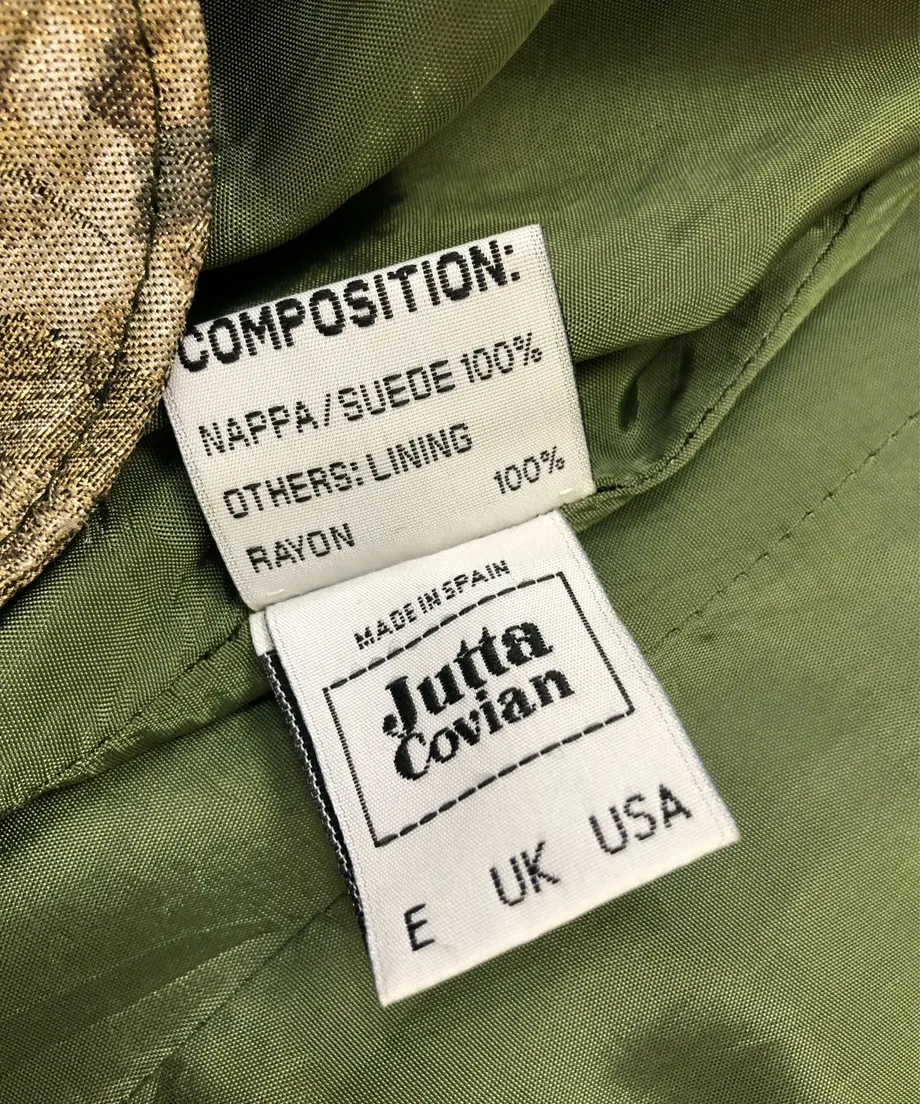 COMPOSITION:
NAPPA/SUEDE 100%
OTHERS: LINING
100%
RAYON
MADE IN SPAIN
Jutta
Covian
E UK USA